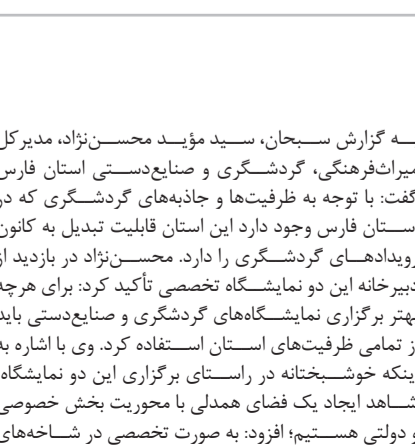 ـه گزارش سبحان، سید مؤید محسن‌نژاد، مدیرکل
میراث‌فرهنگی، گردشگری و صنایع‌دستی استان فارس
گفت: با توجه به ظرفیت‌ها و جاذبه‌های گردشگری که در
ستان فارس وجود دارد این استان قابلیت تبدیل به کانون
رویدادهای گردشگری را دارد. محسن‌نژاد در بازدید از
دبیرخانه این دو نمایشگاه تخصصی تأکید کرد: برای هرچه
بهتر برگزاری نمایشگاه‌های گردشگری و صنایع‌دستی باید
ز تمامی ظرفیت‌های استان استفاده کرد. وی با اشاره به
اینکه خوشبختانه در راستای برگزاری این دو نمایشگاه،
شاهد ایجاد یک فضای همدلی با محوریت بخش خصوصی
و دولتی هستیم؛ افزود: به صورت تخصصی در شاخه‌های